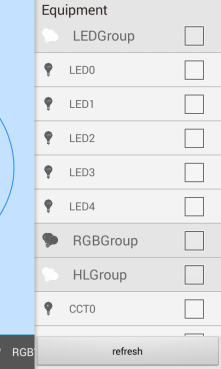 Equipment
LEDGroup
LED0
LED1
LED2
LED3
LED4
RGBGroup
HLGroup
CCT0
RGB
refresh